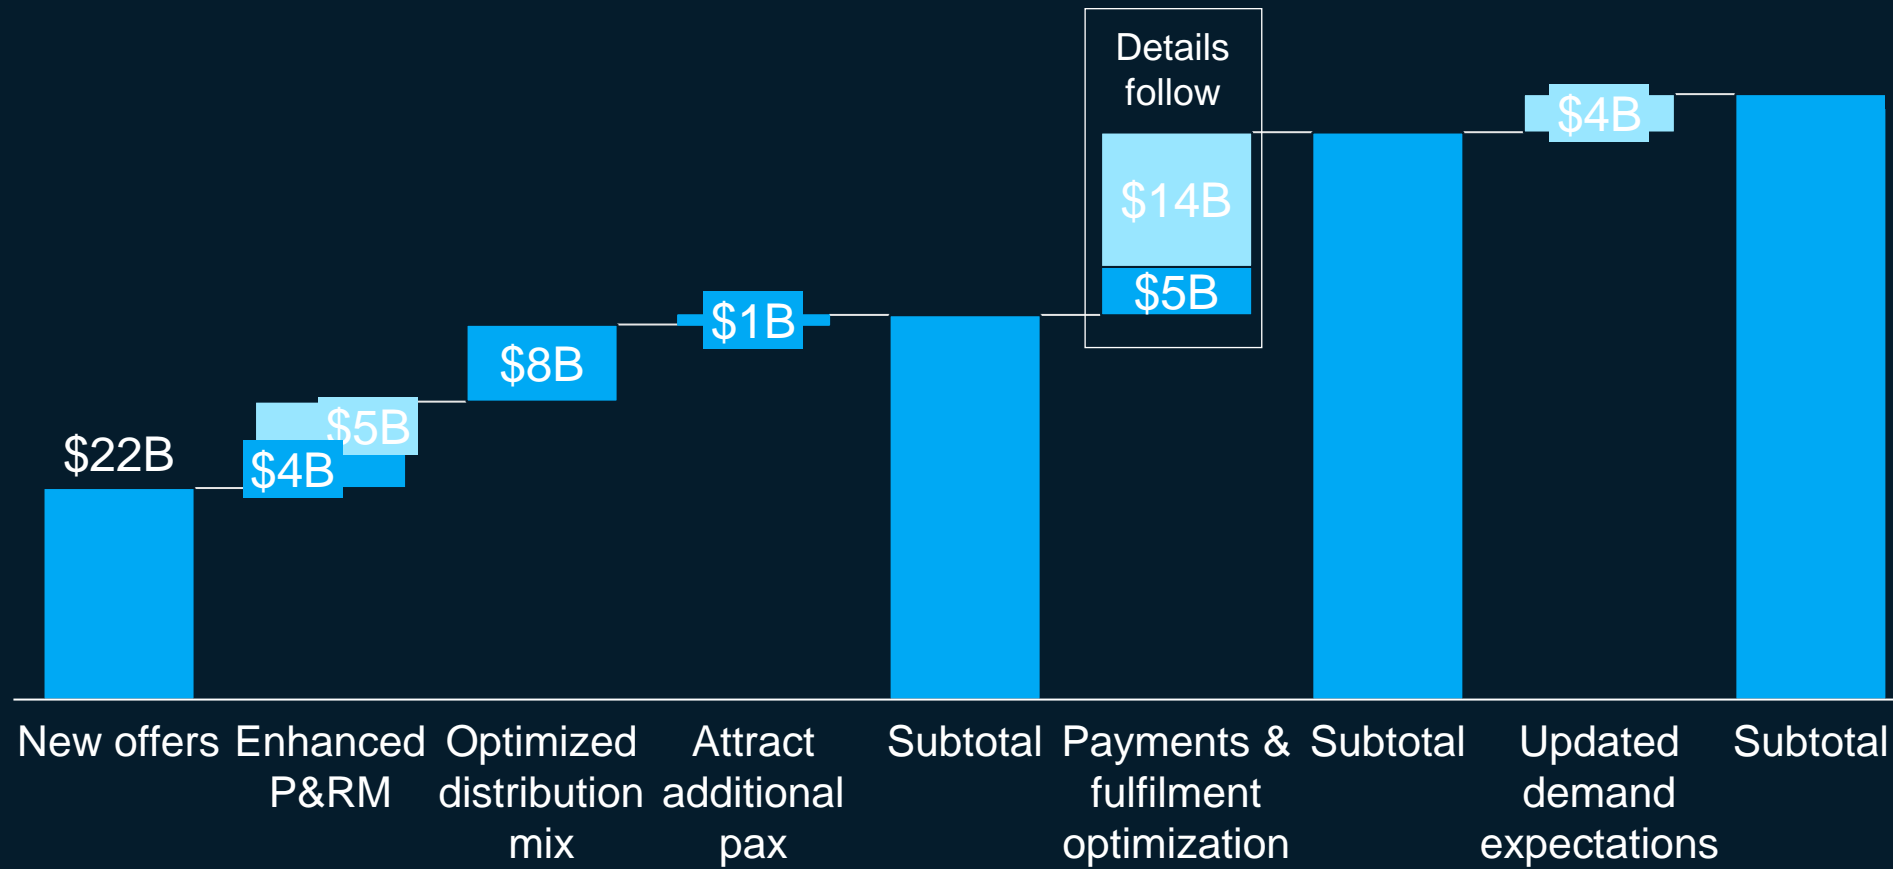 Details
follow
$4B
$14B
$5B
$1B
$8B
$5B
$22B
$4B
New offers
Enhanced
P&RM
Optimized
distribution
mix
Attract
additional
pax
Subtotal
Payments &
fulfilment
optimization
Subtotal
Updated
demand
expectations
Subtotal